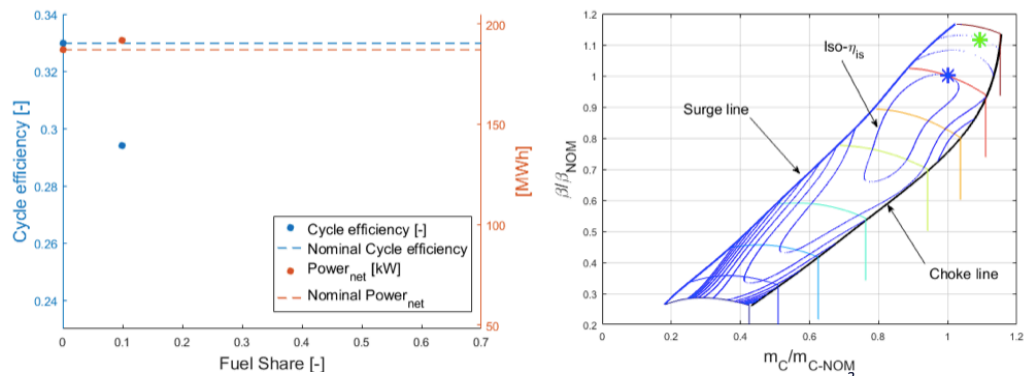 0.34
0.32
0.3
0.28
0.26
0.24
Cycle efficiency [-]
200
150
100
50
[MWh]
Cycle efficiency [-]
Nominal Cycle efficiency
Power_net [kW]
Nominal Power_net
0 0.1 0.2 0.3 0.4 0.5 0.6 0.7
Fuel Share [-]
1.2
1.1
1
0.9
0.8
0.7
0.6
0.5
0.4
0.3
0.2
β/β_NOM
Iso-η_is
Surge line
Choke line
0 0.2 0.4 0.6 0.8 1 1.2
m_C/m_C-NOM